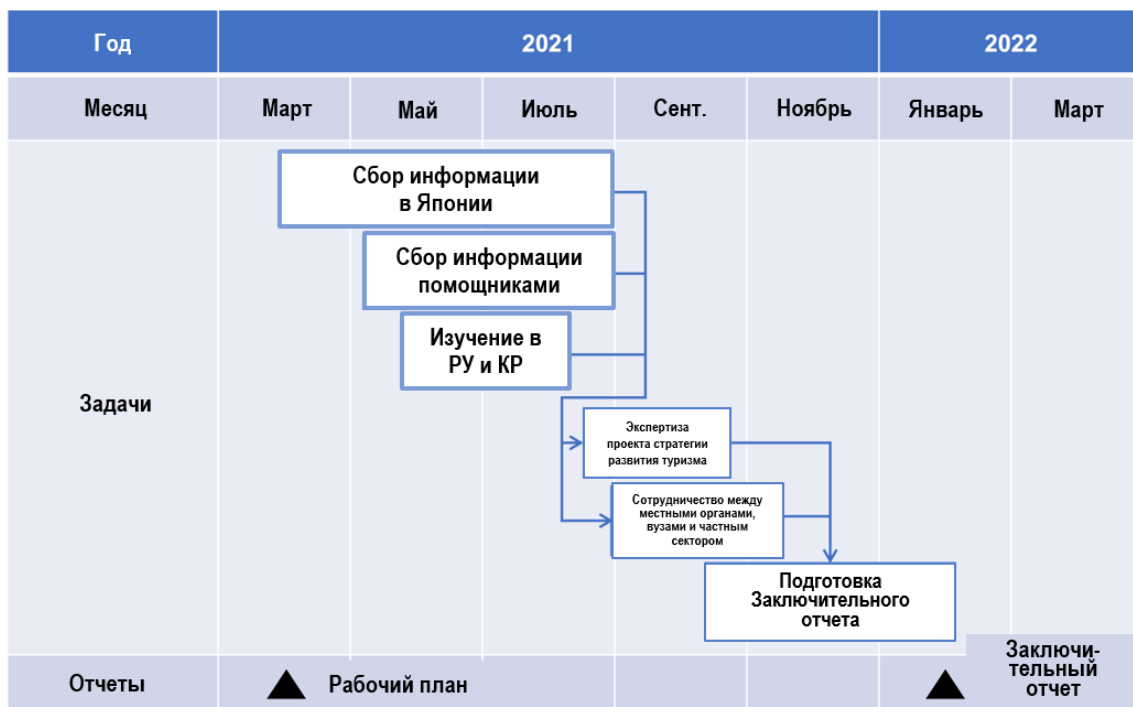 Год 2021 2022
Месяц Март Май Июль Сент. Ноябрь Январь Март
Задачи
Сбор информации
в Японии
Сбор информации
помощниками
Изучение в
РУ и КР
Экспертиза
проекта стратегии
развития туризма
Сотрудничество между
местными органами,
вузами и частным
сектором
Подготовка
Заключительного
отчета
Отчеты
Рабочий план
Заключи-
тельный
отчет